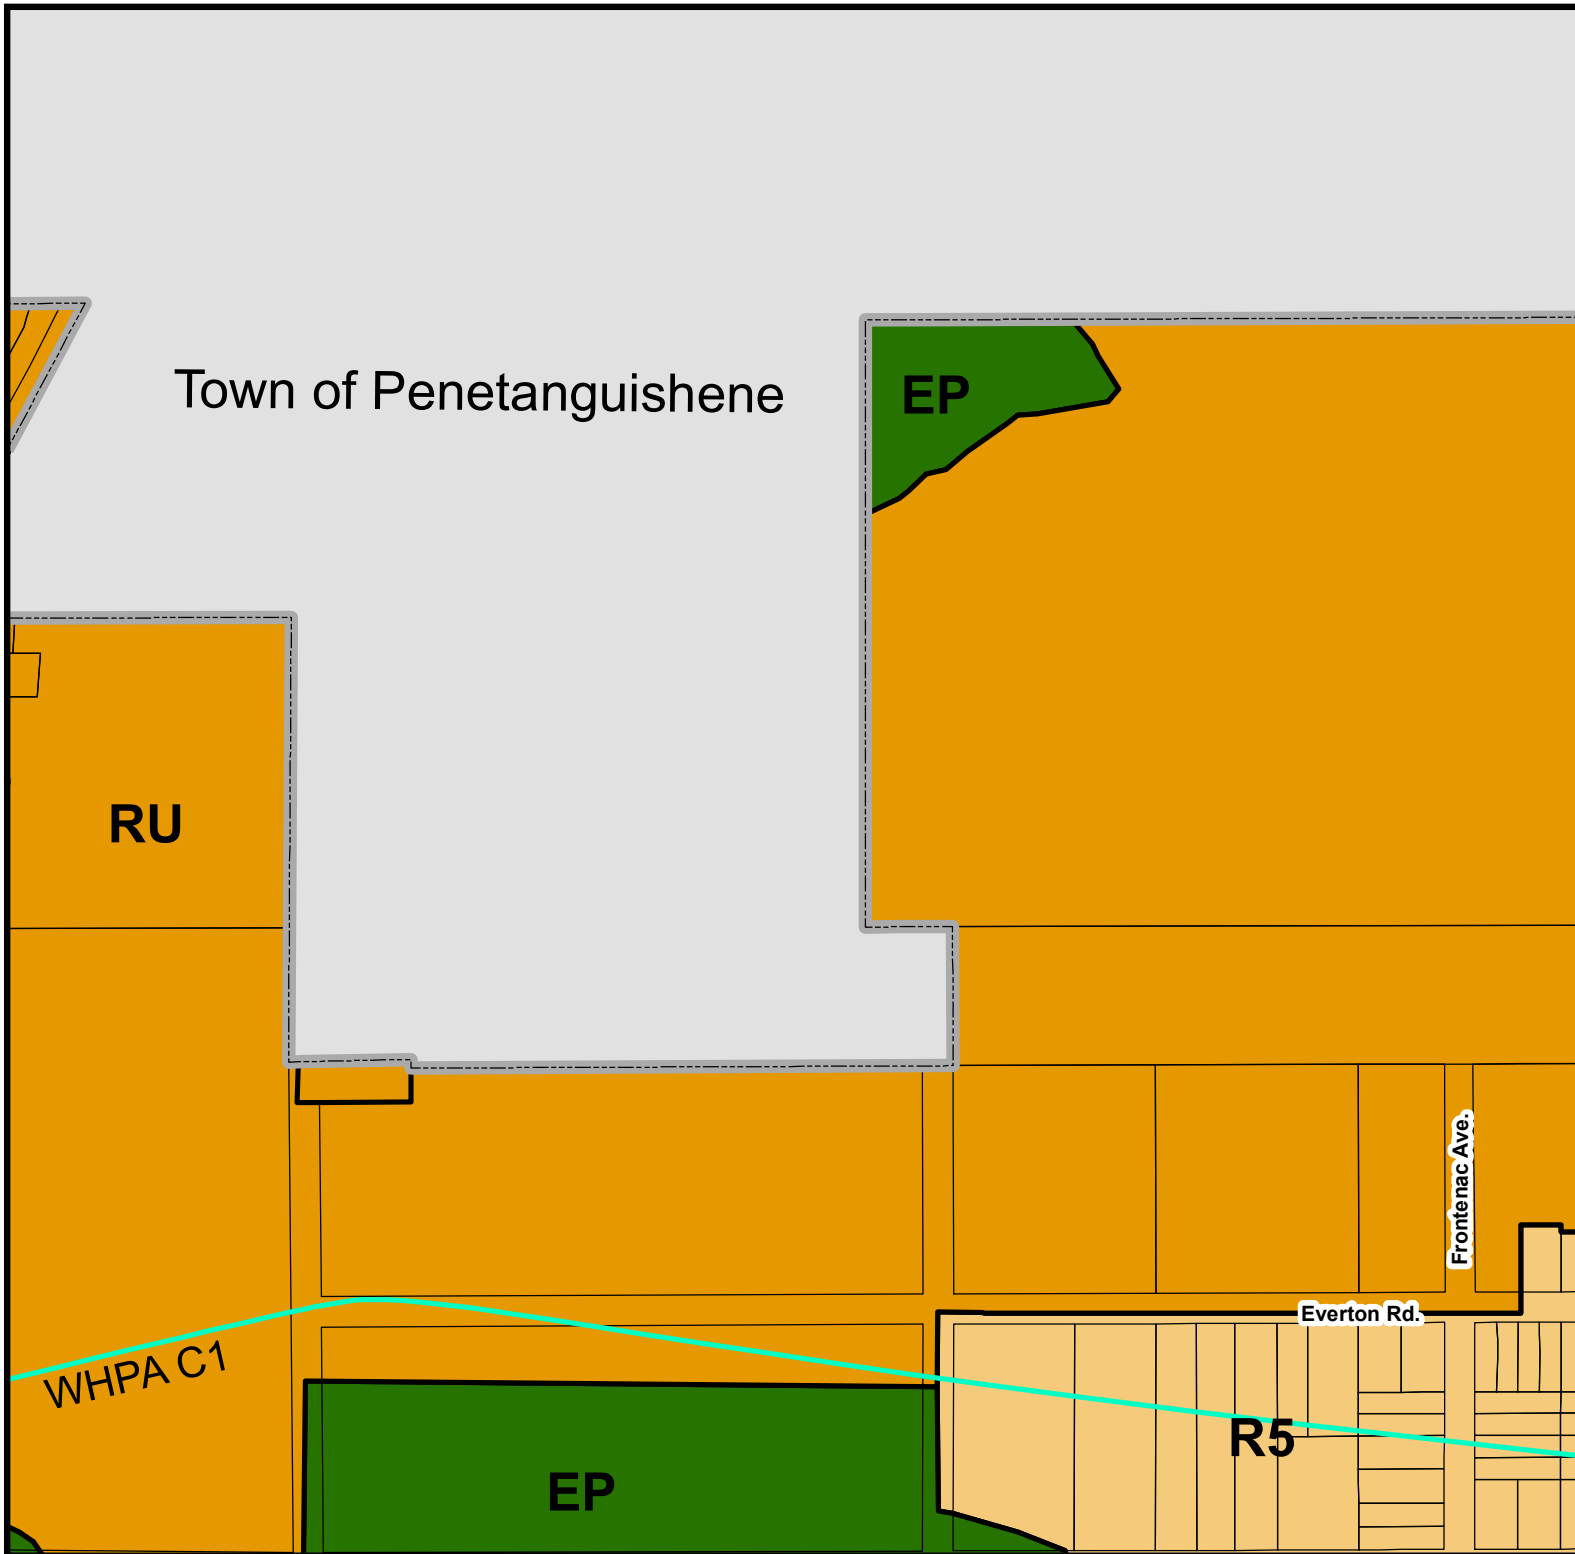 Town of Penetanguishene
EP
RU
Frontenac Ave.
Everton Rd.
WHPA C1
R5
EP